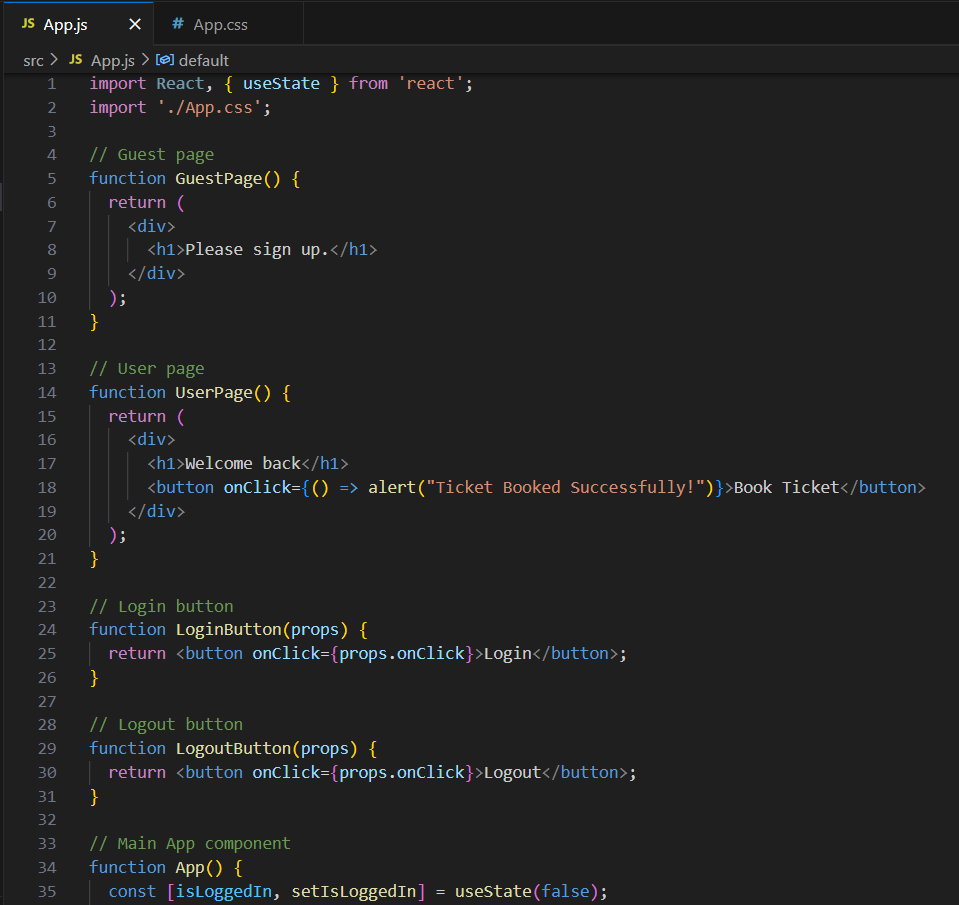 JS App.js × # App.css
src > JS App.js > default
1 import React, { useState } from 'react';
2 import './App.css';
3
4 // Guest page
5 function GuestPage() {
6   return (
7     <div>
8       <h1>Please sign up.</h1>
9     </div>
10   );
11 }
12
13 // User page
14 function UserPage() {
15   return (
16     <div>
17       <h1>Welcome back</h1>
18       <button onClick={() => alert("Ticket Booked Successfully!")}>Book Ticket</button>
19     </div>
20   );
21 }
22
23 // Login button
24 function LoginButton(props) {
25   return <button onClick={props.onClick}>Login</button>;
26 }
27
28 // Logout button
29 function LogoutButton(props) {
30   return <button onClick={props.onClick}>Logout</button>;
31 }
32
33 // Main App component
34 function App() {
35   const [isLoggedIn, setIsLoggedIn] = useState(false);